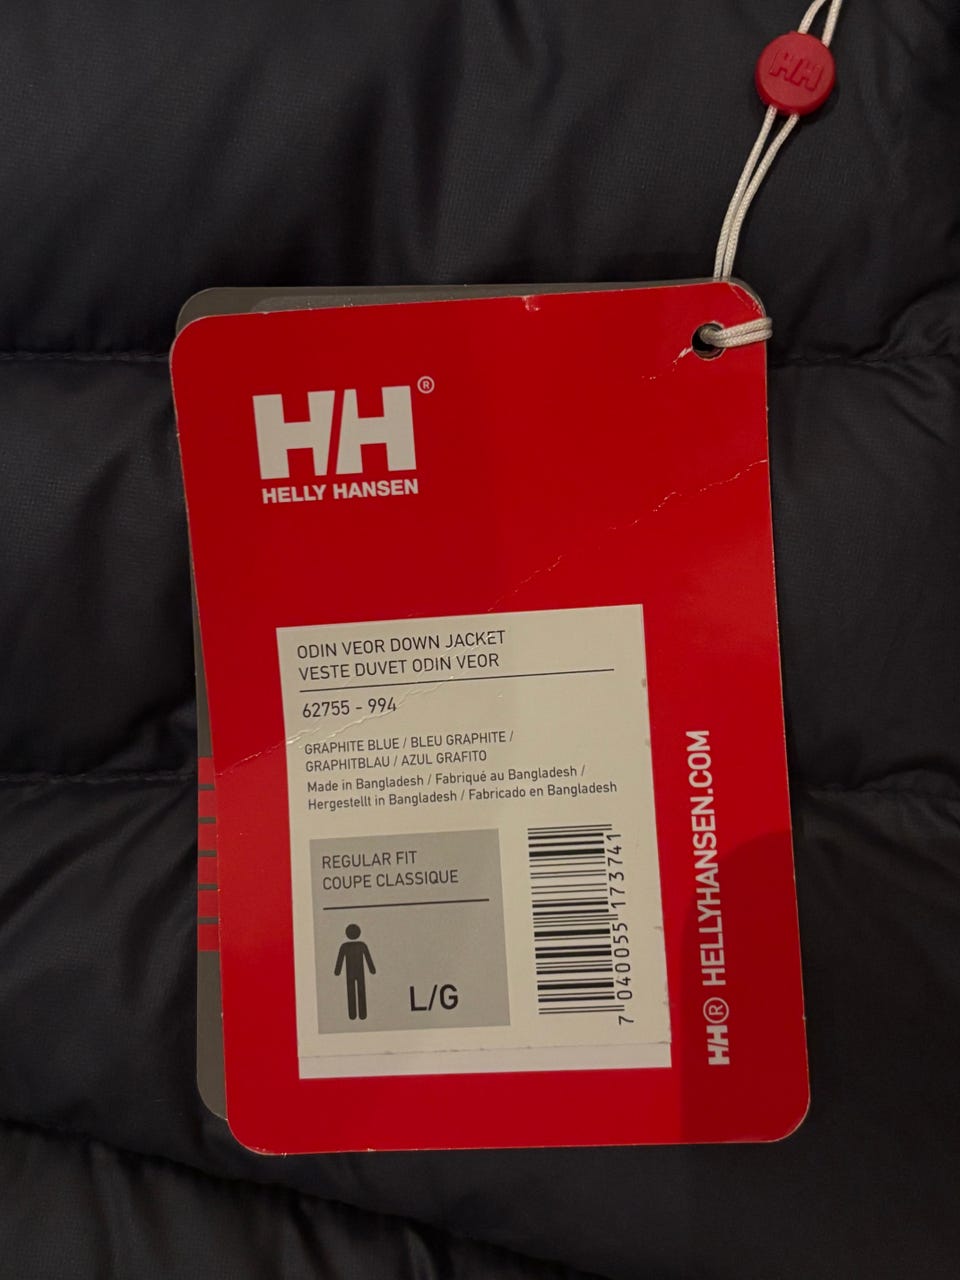 HH
HH®
HELLY HANSEN
ODIN VEOR DOWN JACKET
VESTE DUVET ODIN VEOR
62755 - 994
GRAPHITE BLUE / BLEU GRAPHITE /
GRAPHITBLAU / AZUL GRAFITO
Made in Bangladesh / Fabriqué au Bangladesh /
Hergestellt in Bangladesh / Fabricado en Bangladesh
REGULAR FIT
COUPE CLASSIQUE
L/G
7 040055 173741
HH® HELLYHANSEN.COM